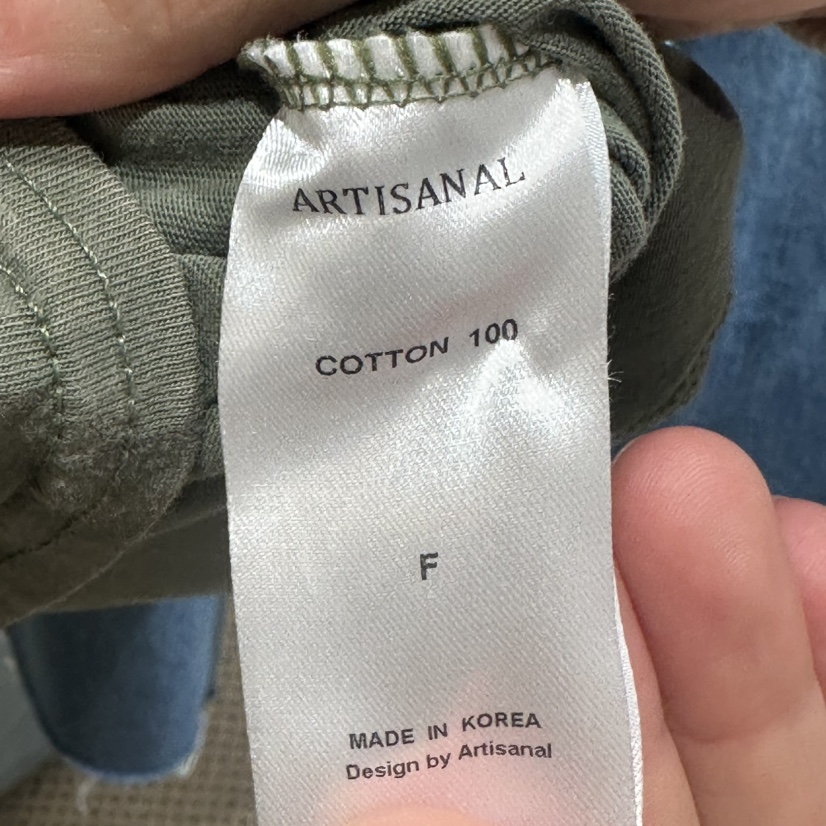 ARTISANAL
COTTON 100
F
MADE IN KOREA
Design by Artisanal